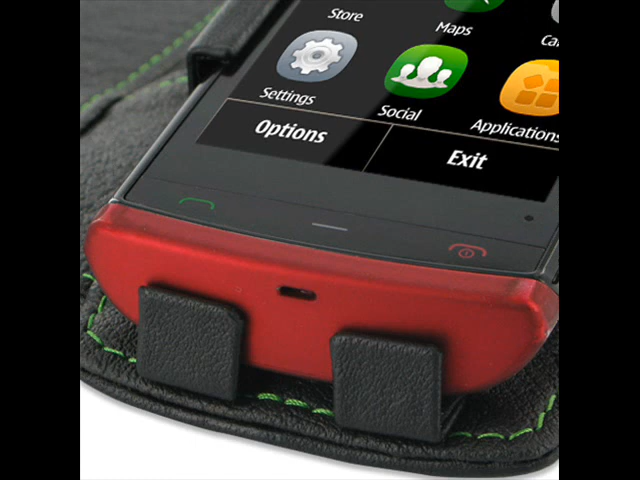 Store
Maps
Settings
Social
Applications
Options
Exit